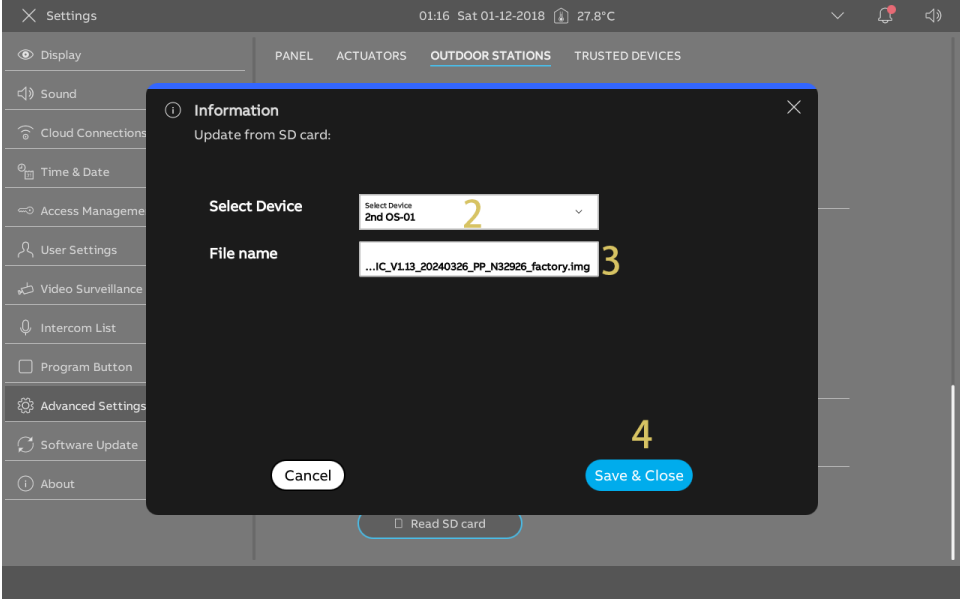 Settings
01:16 Sat 01-12-2018 27.8°C
Display
Sound
Cloud Connections
Time & Date
Access Manageme
User Settings
Video Surveillance
Intercom List
Program Button
Advanced Settings
Software Update
About
PANEL ACTUATORS OUTDOOR STATIONS TRUSTED DEVICES
Information
Update from SD card:
Select Device
Select Device
2nd OS-01
2
File name
...IC_V1.13_20240326_PP_N32926_factory.img
3
4
Cancel
Save & Close
Read SD card